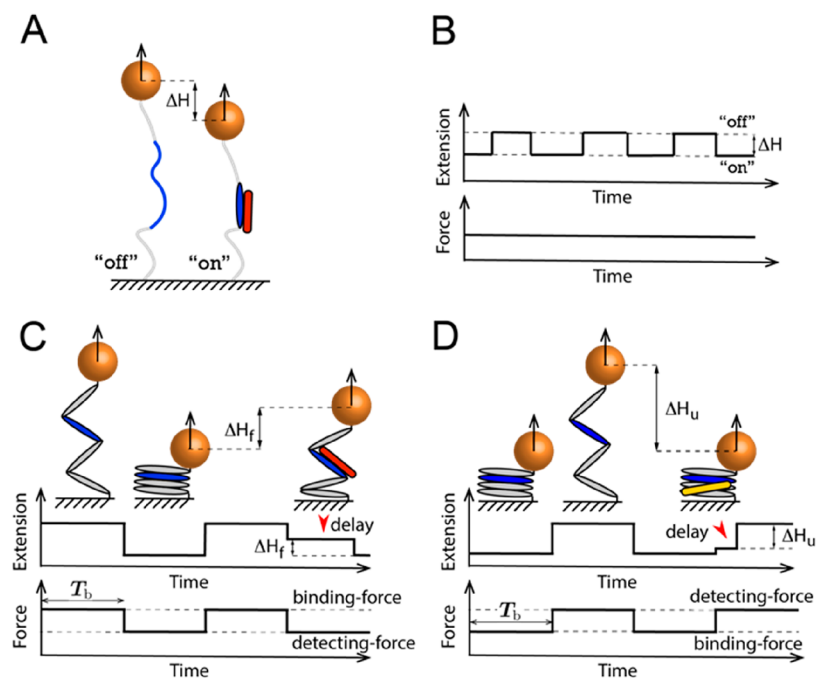 A
ΔH
"off"
"on"
B
Extension
"off"
ΔH
"on"
Time
Force
Time
C
ΔHf
Extension
delay
ΔHf
Time
Force
Tb
binding-force
detecting-force
Time
D
ΔHu
Extension
delay
ΔHu
Time
Force
Tb
detecting-force
binding-force
Time